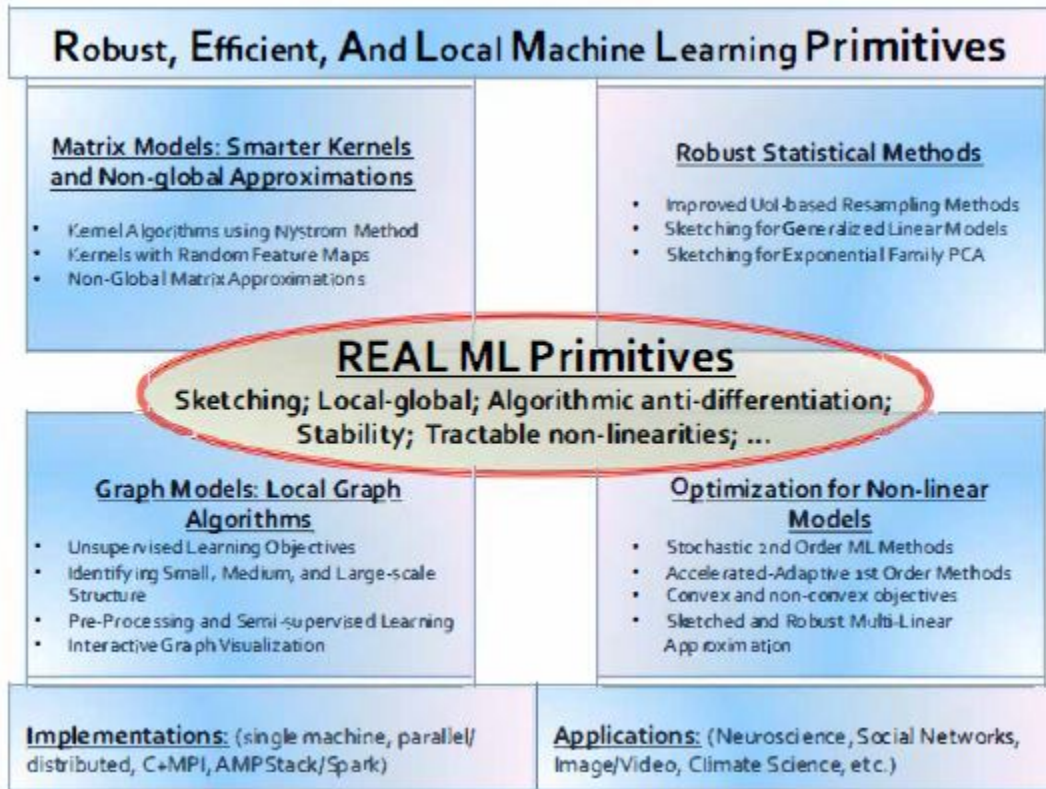 Robust, Efficient, And Local Machine Learning Primitives
Matrix Models: Smarter Kernels
and Non-global Approximations
• Kernel Algorithms using Nystrom Method
• Kernels with Random Feature Maps
• Non-Global Matrix Approximations
Robust Statistical Methods
• Improved UoI-based Resampling Methods
• Sketching for Generalized Linear Models
• Sketching for Exponential Family PCA
REAL ML Primitives
Sketching; Local-global; Algorithmic anti-differentiation;
Stability; Tractable non-linearities; ...
Graph Models: Local Graph
Algorithms
• Unsupervised Learning Objectives
• Identifying Small, Medium, and Large-scale
Structure
• Pre-Processing and Semi-supervised Learning
• Interactive Graph Visualization
Optimization for Non-linear
Models
• Stochastic 2nd Order ML Methods
• Accelerated-Adaptive 1st Order Methods
• Convex and non-convex objectives
• Sketched and Robust Multi-Linear
Approximation
Implementations: (single machine, parallel/
distributed, C+MPI, AMPStack/Spark)
Applications: (Neuroscience, Social Networks,
Image/Video, Climate Science, etc.)